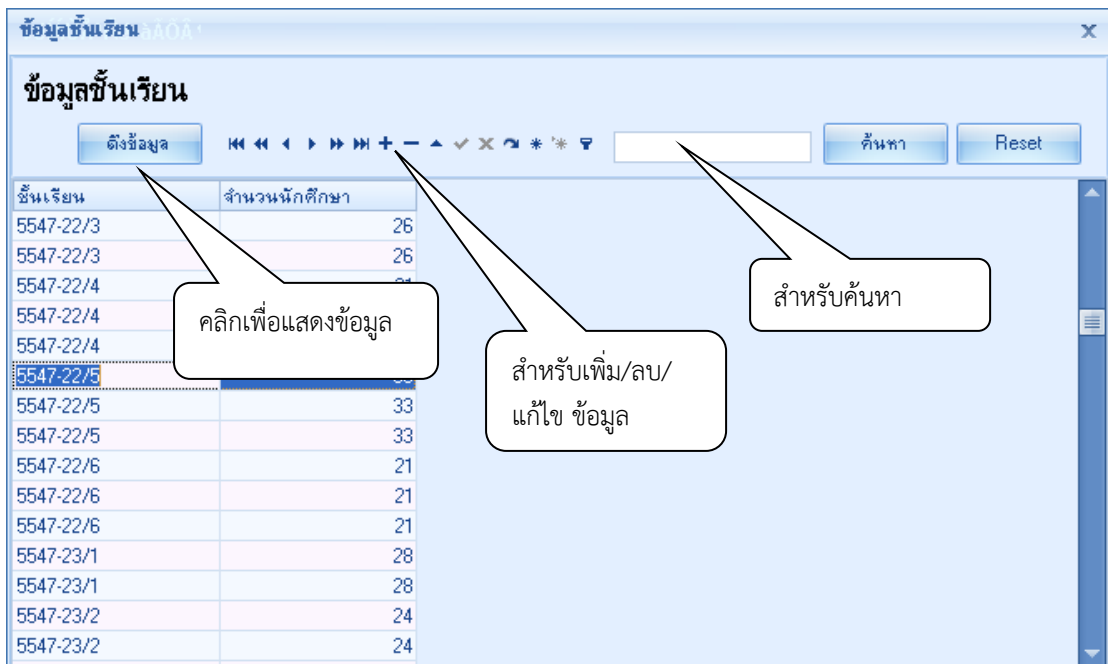 ข้อมูลชั้นเรียน
ข้อมูลชั้นเรียน
ดึงข้อมูล
ค้นหา Reset
ชั้นเรียน จำนวนนักศึกษา
5547-22/3 26
5547-22/3 26
5547-22/4
5547-22/4
5547-22/4
5547-22/5
5547-22/5 33
5547-22/5 33
5547-22/6 21
5547-22/6 21
5547-22/6 21
5547-23/1 28
5547-23/1 28
5547-23/2 24
5547-23/2 24
คลิกเพื่อแสดงข้อมูล
สำหรับเพิ่ม/ลบ/
แก้ไข ข้อมูล
สำหรับค้นหา